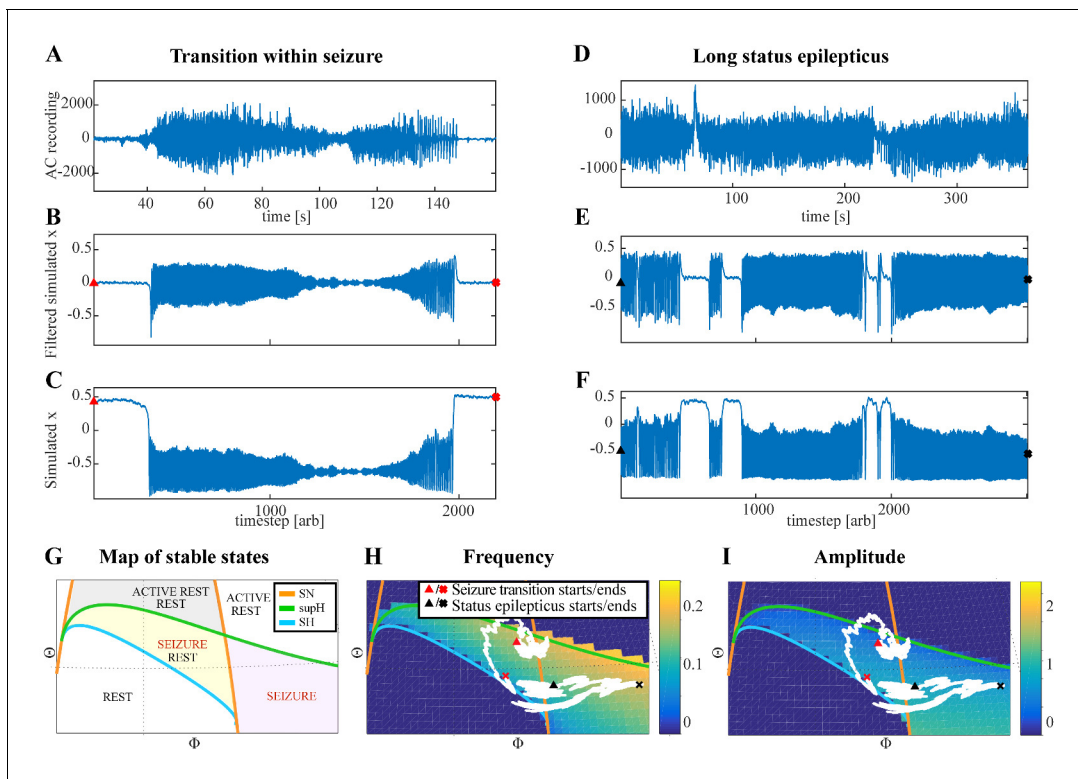 A
Transition within seizure
AC recording
2000
0
-2000
40
60
80
100
120
140
time [s]
B
Filtered simulated x
0.5
0
-0.5
C
Simulated x
0.5
0
-0.5
1000
2000
timestep [arb]
D
Long status epilepticus
1000
0
-1000
100
200
300
time [s]
E
0.5
0
-0.5
F
0.5
0
-0.5
1000
2000
timestep [arb]
G
Map of stable states
ACTIVE REST
REST
ACTIVE
REST
SN
supH
SH
SEIZURE
REST
REST
SEIZURE
Θ
Φ
H
Frequency
/ Seizure transition starts/ends
/ Status epilepticus starts/ends
Θ
Φ
0.2
0.1
0
I
Amplitude
Θ
Φ
2
1
0